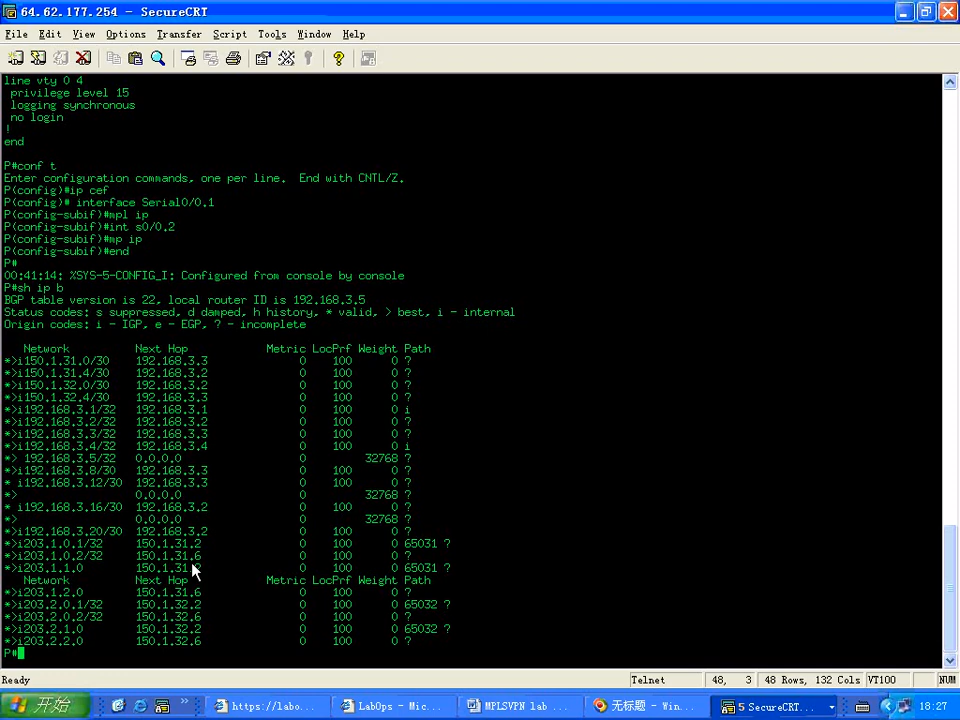 64.62.177.254 - SecureCRT
File Edit View Options Transfer Script Tools Window Help
line vty 0 4
privilege level 15
logging synchronous
no login
!
end
P#conf t
Enter configuration commands, one per line.  End with CNTL/Z.
P(config)#ip cef
P(config)# interface Serial0/0.1
P(config-subif)#mpl ip
P(config-subif)#int s0/0.2
P(config-subif)#mp ip
P(config-subif)#end
P#
00:41:14: %SYS-5-CONFIG_I: Configured from console by console
P#sh ip b
BGP table version is 22, local router ID is 192.168.3.5
Status codes: s suppressed, d damped, h history, * valid, > best, i - internal
Origin codes: i - IGP, e - EGP, ? - incomplete
Network Next Hop Metric LocPrf Weight Path
*>i150.1.31.0/30 192.168.3.3 0 100 0 ?
*>i150.1.31.4/30 192.168.3.2 0 100 0 ?
*>i150.1.32.0/30 192.168.3.2 0 100 0 ?
*>i150.1.32.4/30 192.168.3.3 0 100 0 ?
*>i192.168.3.1/32 192.168.3.1 0 100 0 i
*>i192.168.3.2/32 192.168.3.2 0 100 0 ?
*>i192.168.3.3/32 192.168.3.3 0 100 0 ?
*>i192.168.3.4/32 192.168.3.4 0 100 0 i
*> 192.168.3.5/32 0.0.0.0 0 32768 ?
*>i192.168.3.8/30 192.168.3.3 0 100 0 ?
* i192.168.3.12/30 192.168.3.3 0 100 0 ?
*> 0.0.0.0 0 32768 ?
* i192.168.3.16/30 192.168.3.2 0 100 0 ?
*> 0.0.0.0 0 32768 ?
*>i192.168.3.20/30 192.168.3.2 0 100 0 ?
*>i203.1.0.1/32 150.1.31.2 0 100 0 65031 ?
*>i203.1.0.2/32 150.1.31.6 0 100 0 ?
*>i203.1.1.0 150.1.31.2 0 100 0 65031 ?
Network Next Hop Metric LocPrf Weight Path
*>i203.1.2.0 150.1.31.6 0 100 0 ?
*>i203.2.0.1/32 150.1.32.2 0 100 0 65032 ?
*>i203.2.0.2/32 150.1.32.6 0 100 0 ?
*>i203.2.1.0 150.1.32.2 0 100 0 65032 ?
*>i203.2.2.0 150.1.32.6 0 100 0 ?
P#
Ready Telnet 48, 3 48 Rows, 132 Cols VT100 NUM
开始 https://labo... LabOps - Mic... MPLSVPN lab ... 无标题 - Win... 5 SecureCRT... 18:27